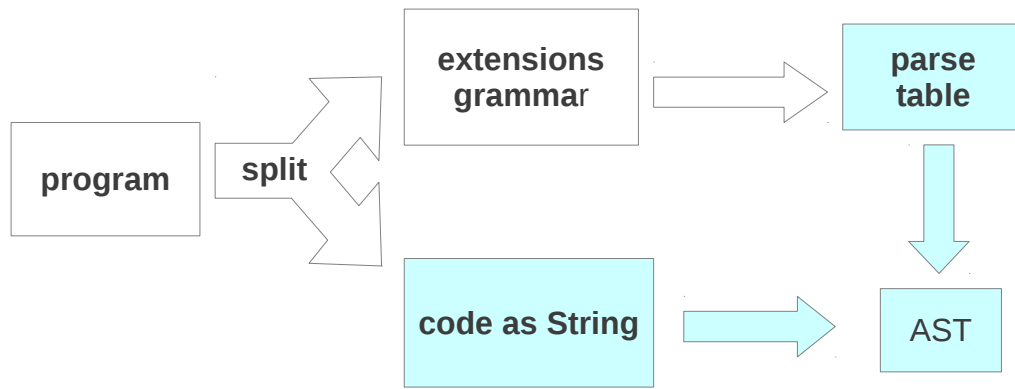 program
split
extensions
grammar
parse
table
code as String
AST